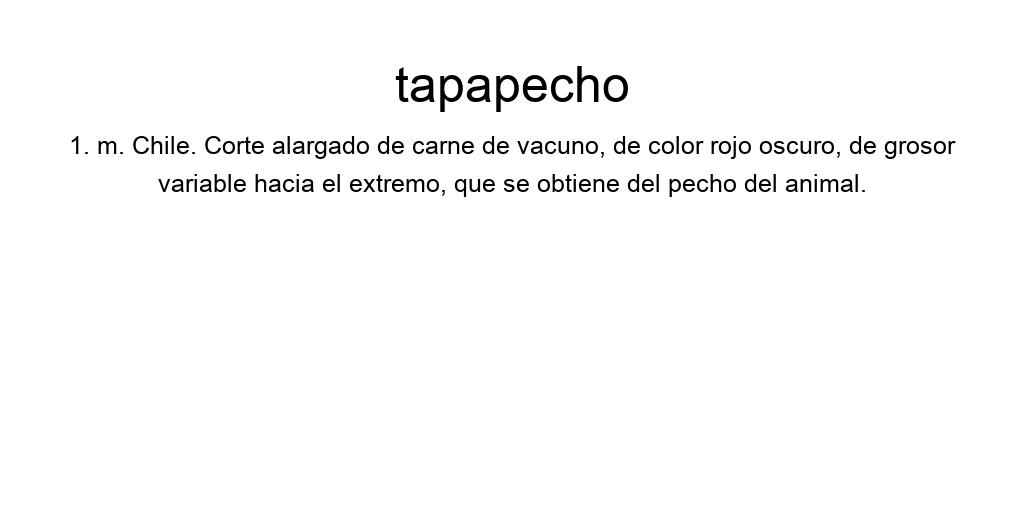 tapapecho
1. m. Chile. Corte alargado de carne de vacuno, de color rojo oscuro, de grosor
variable hacia el extremo, que se obtiene del pecho del animal.